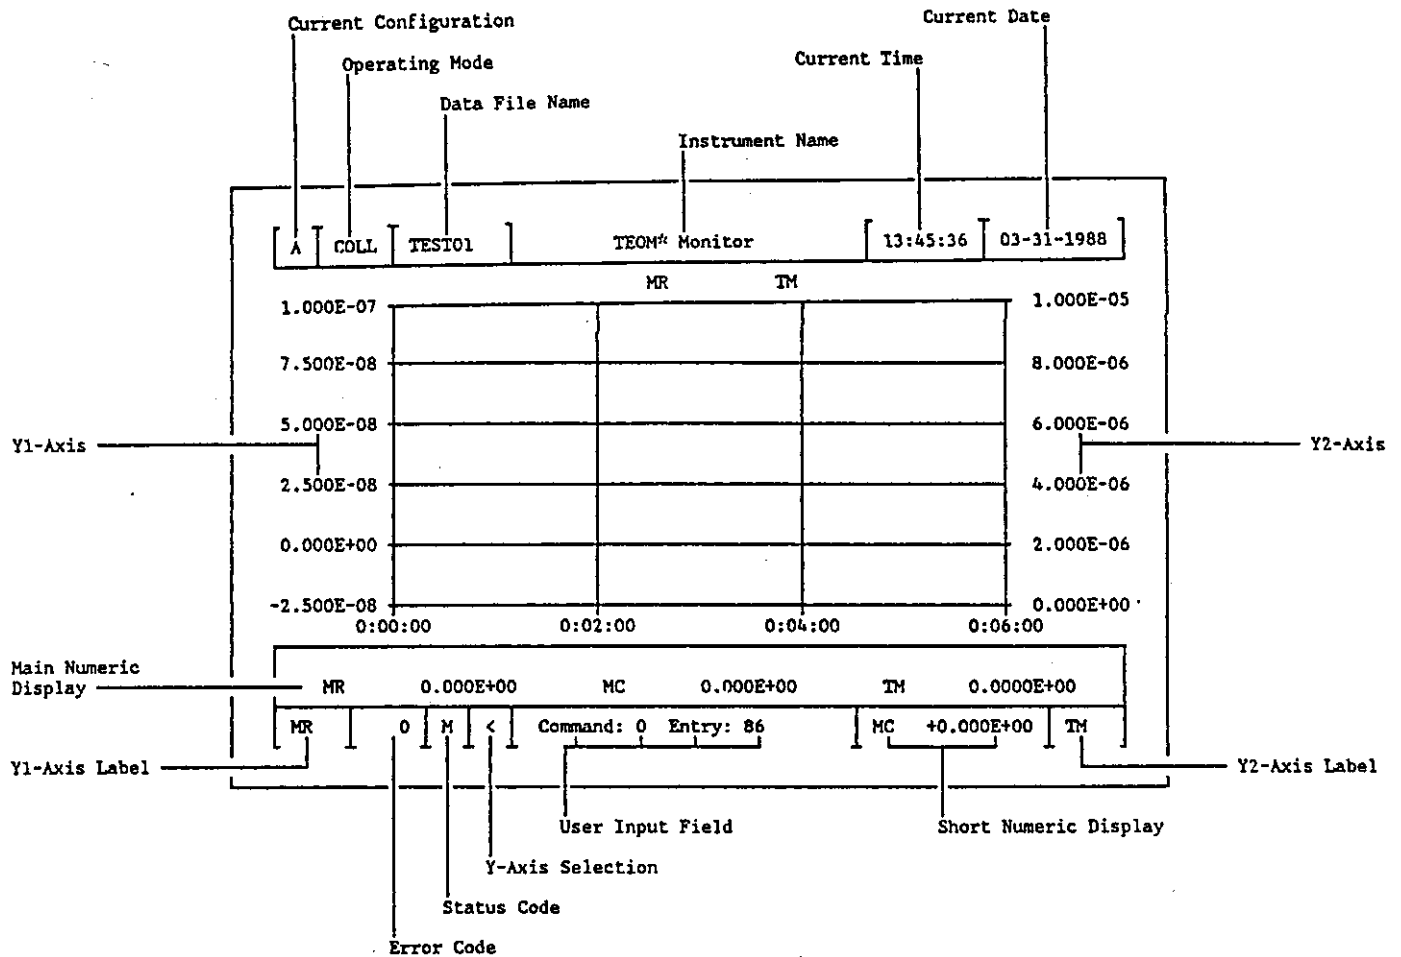 Current Configuration
Current Date
Operating Mode
Current Time
Data File Name
Instrument Name
A COLL TEST01 TEOM® Monitor 13:45:36 03-31-1988
MR TM
1.000E-07 1.000E-05
7.500E-08 8.000E-06
5.000E-08 6.000E-06
Y1-Axis Y2-Axis
2.500E-08 4.000E-06
0.000E+00 2.000E-06
-2.500E-08 0.000E+00
0:00:00 0:02:00 0:04:00 0:06:00
Main Numeric
Display
MR 0.000E+00 MC 0.000E+00 TM 0.0000E+00
MR 0 M < Command: 0 Entry: 86 MC +0.000E+00 TM
Y1-Axis Label Y2-Axis Label
User Input Field Short Numeric Display
Y-Axis Selection
Status Code
Error Code